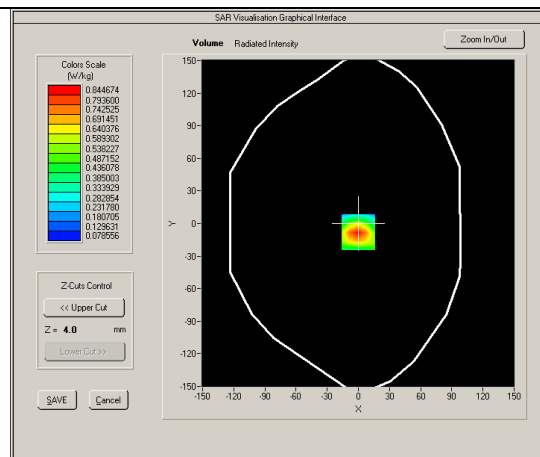 SAR Visualisation Graphical Interface
Volume Radiated Intensity
Zoom In/Out
Colors Scale
(W/kg)
0.844674
0.793600
0.742525
0.691451
0.640376
0.589302
0.538227
0.487152
0.436078
0.385003
0.333929
0.282854
0.231780
0.180705
0.129631
0.078556
Z-Cuts Control
<< Upper Cut
Z = 4.0 mm
Lower Cut >>
SAVE
Cancel
150
120
90
60
30
0
-30
-60
-90
-120
-150
Y
-150 -120 -90 -60 -30 0 30 60 90 120 150
X